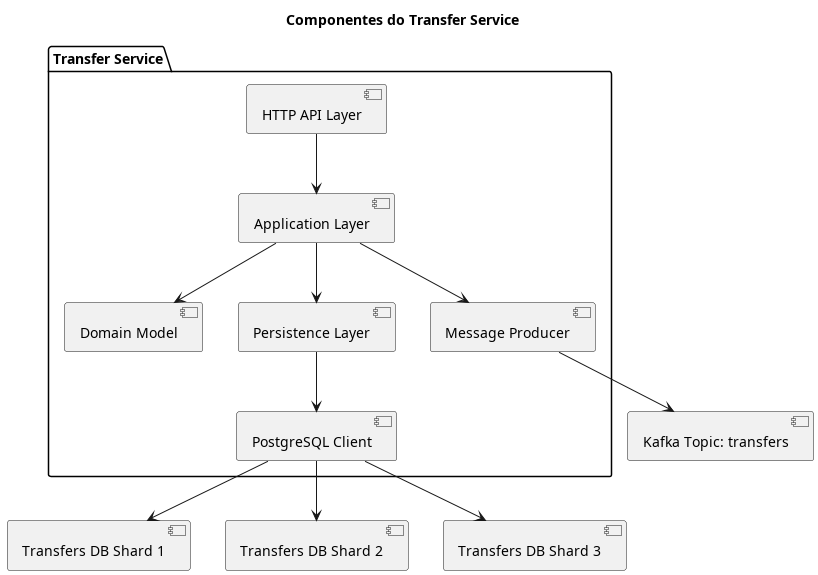 Componentes do Transfer Service
Transfer Service
HTTP API Layer
Application Layer
Domain Model
Persistence Layer
Message Producer
PostgreSQL Client
Kafka Topic: transfers
Transfers DB Shard 1
Transfers DB Shard 2
Transfers DB Shard 3